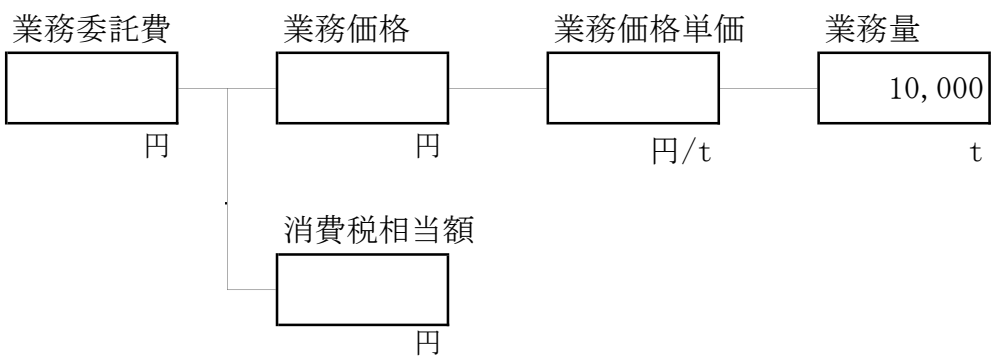 業務委託費 業務価格 業務価格単価 業務量
10,000
円 円 円/t t
消費税相当額
円